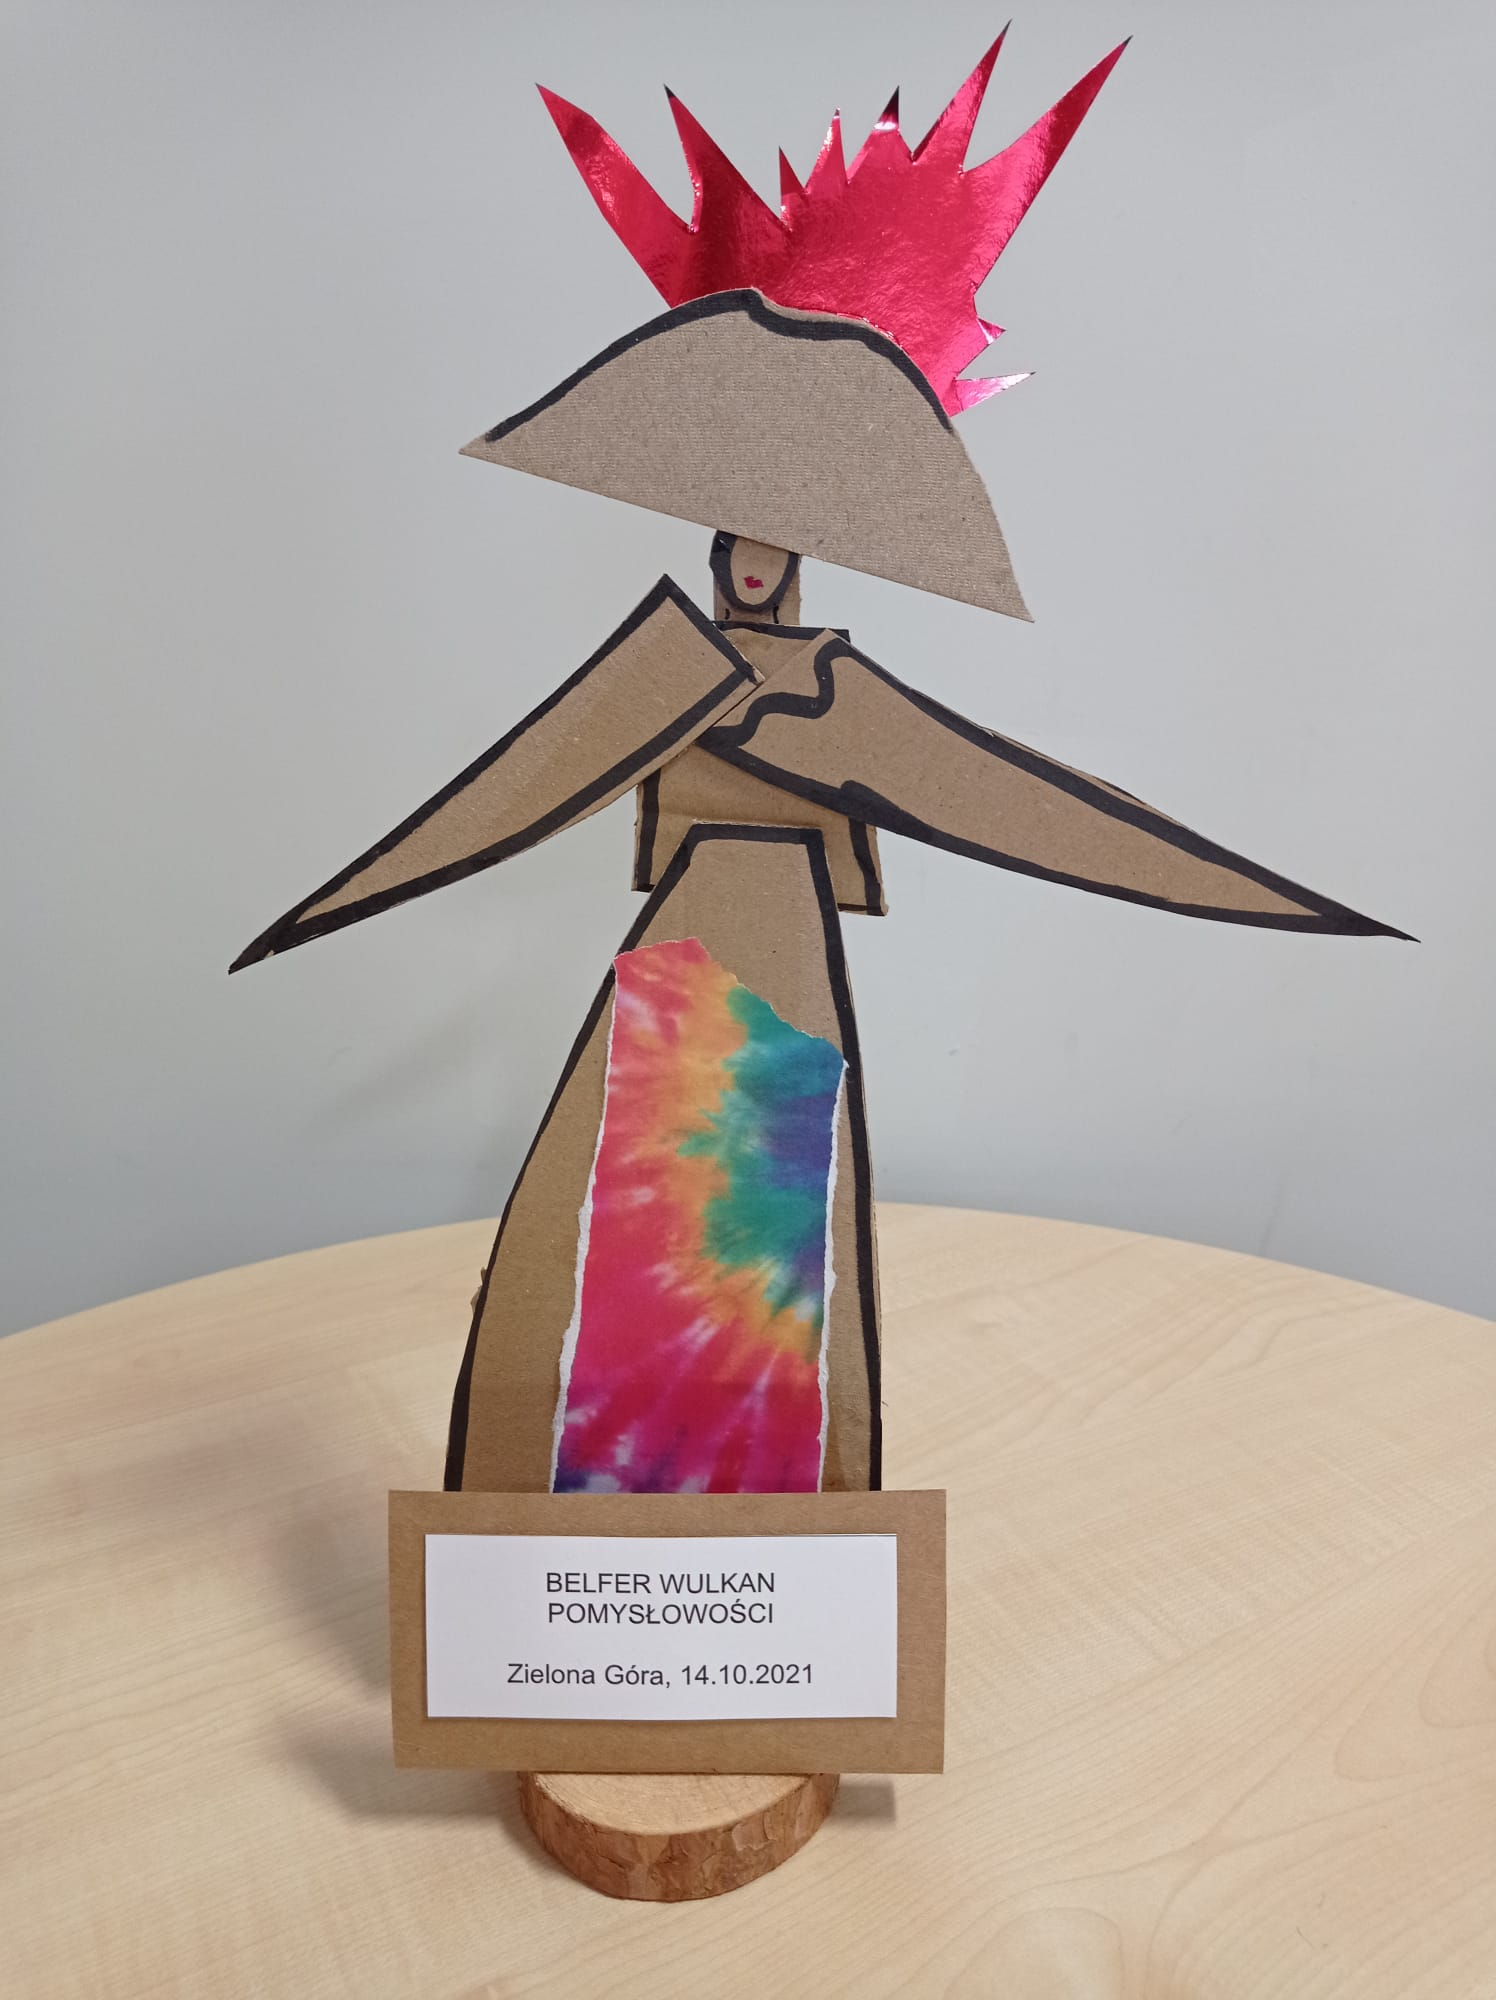 BELFER WULKAN
POMYSŁOWOŚCI
Zielona Góra, 14.10.2021